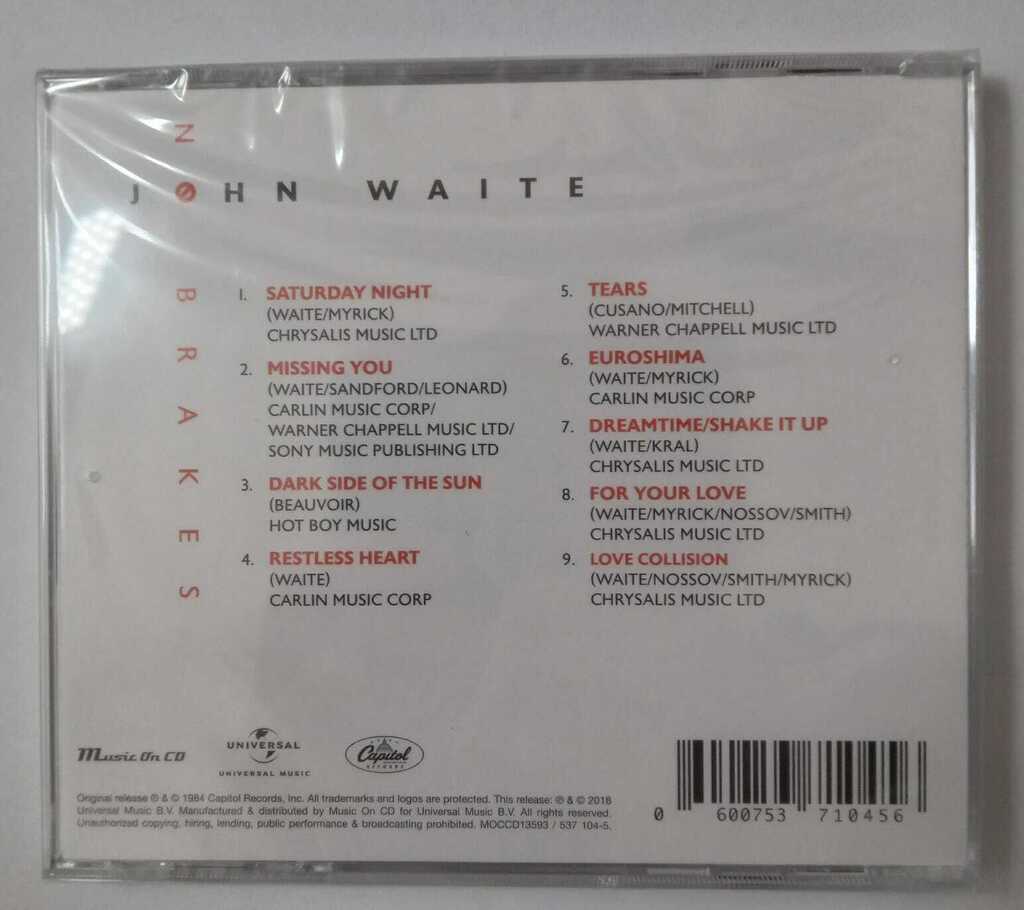 NO BRAKES
JOHN WAITE
1. SATURDAY NIGHT
(WAITE/MYRICK)
CHRYSALIS MUSIC LTD
2. MISSING YOU
(WAITE/SANDFORD/LEONARD)
CARLIN MUSIC CORP/
WARNER CHAPPELL MUSIC LTD/
SONY MUSIC PUBLISHING LTD
3. DARK SIDE OF THE SUN
(BEAUVOIR)
HOT BOY MUSIC
4. RESTLESS HEART
(WAITE)
CARLIN MUSIC CORP
5. TEARS
(CUSANO/MITCHELL)
WARNER CHAPPELL MUSIC LTD
6. EUROSHIMA
(WAITE/MYRICK)
CARLIN MUSIC CORP
7. DREAMTIME/SHAKE IT UP
(WAITE/KRAL)
CHRYSALIS MUSIC LTD
8. FOR YOUR LOVE
(WAITE/MYRICK/NOSSOV/SMITH)
CHRYSALIS MUSIC LTD
9. LOVE COLLISION
(WAITE/NOSSOV/SMITH/MYRICK)
CHRYSALIS MUSIC LTD
Music On CD
UNIVERSAL
UNIVERSAL MUSIC
Capitol
RECORDS
Original release ℗ & © 1984 Capitol Records, Inc. All trademarks and logos are protected. This release: ℗ & © 2018
Universal Music B.V. Manufactured & distributed by Music On CD for Universal Music B.V. All rights reserved.
Unauthorized copying, hiring, lending, public performance & broadcasting prohibited. MOCCD13593 / 537 104-5.
0 600753 710456